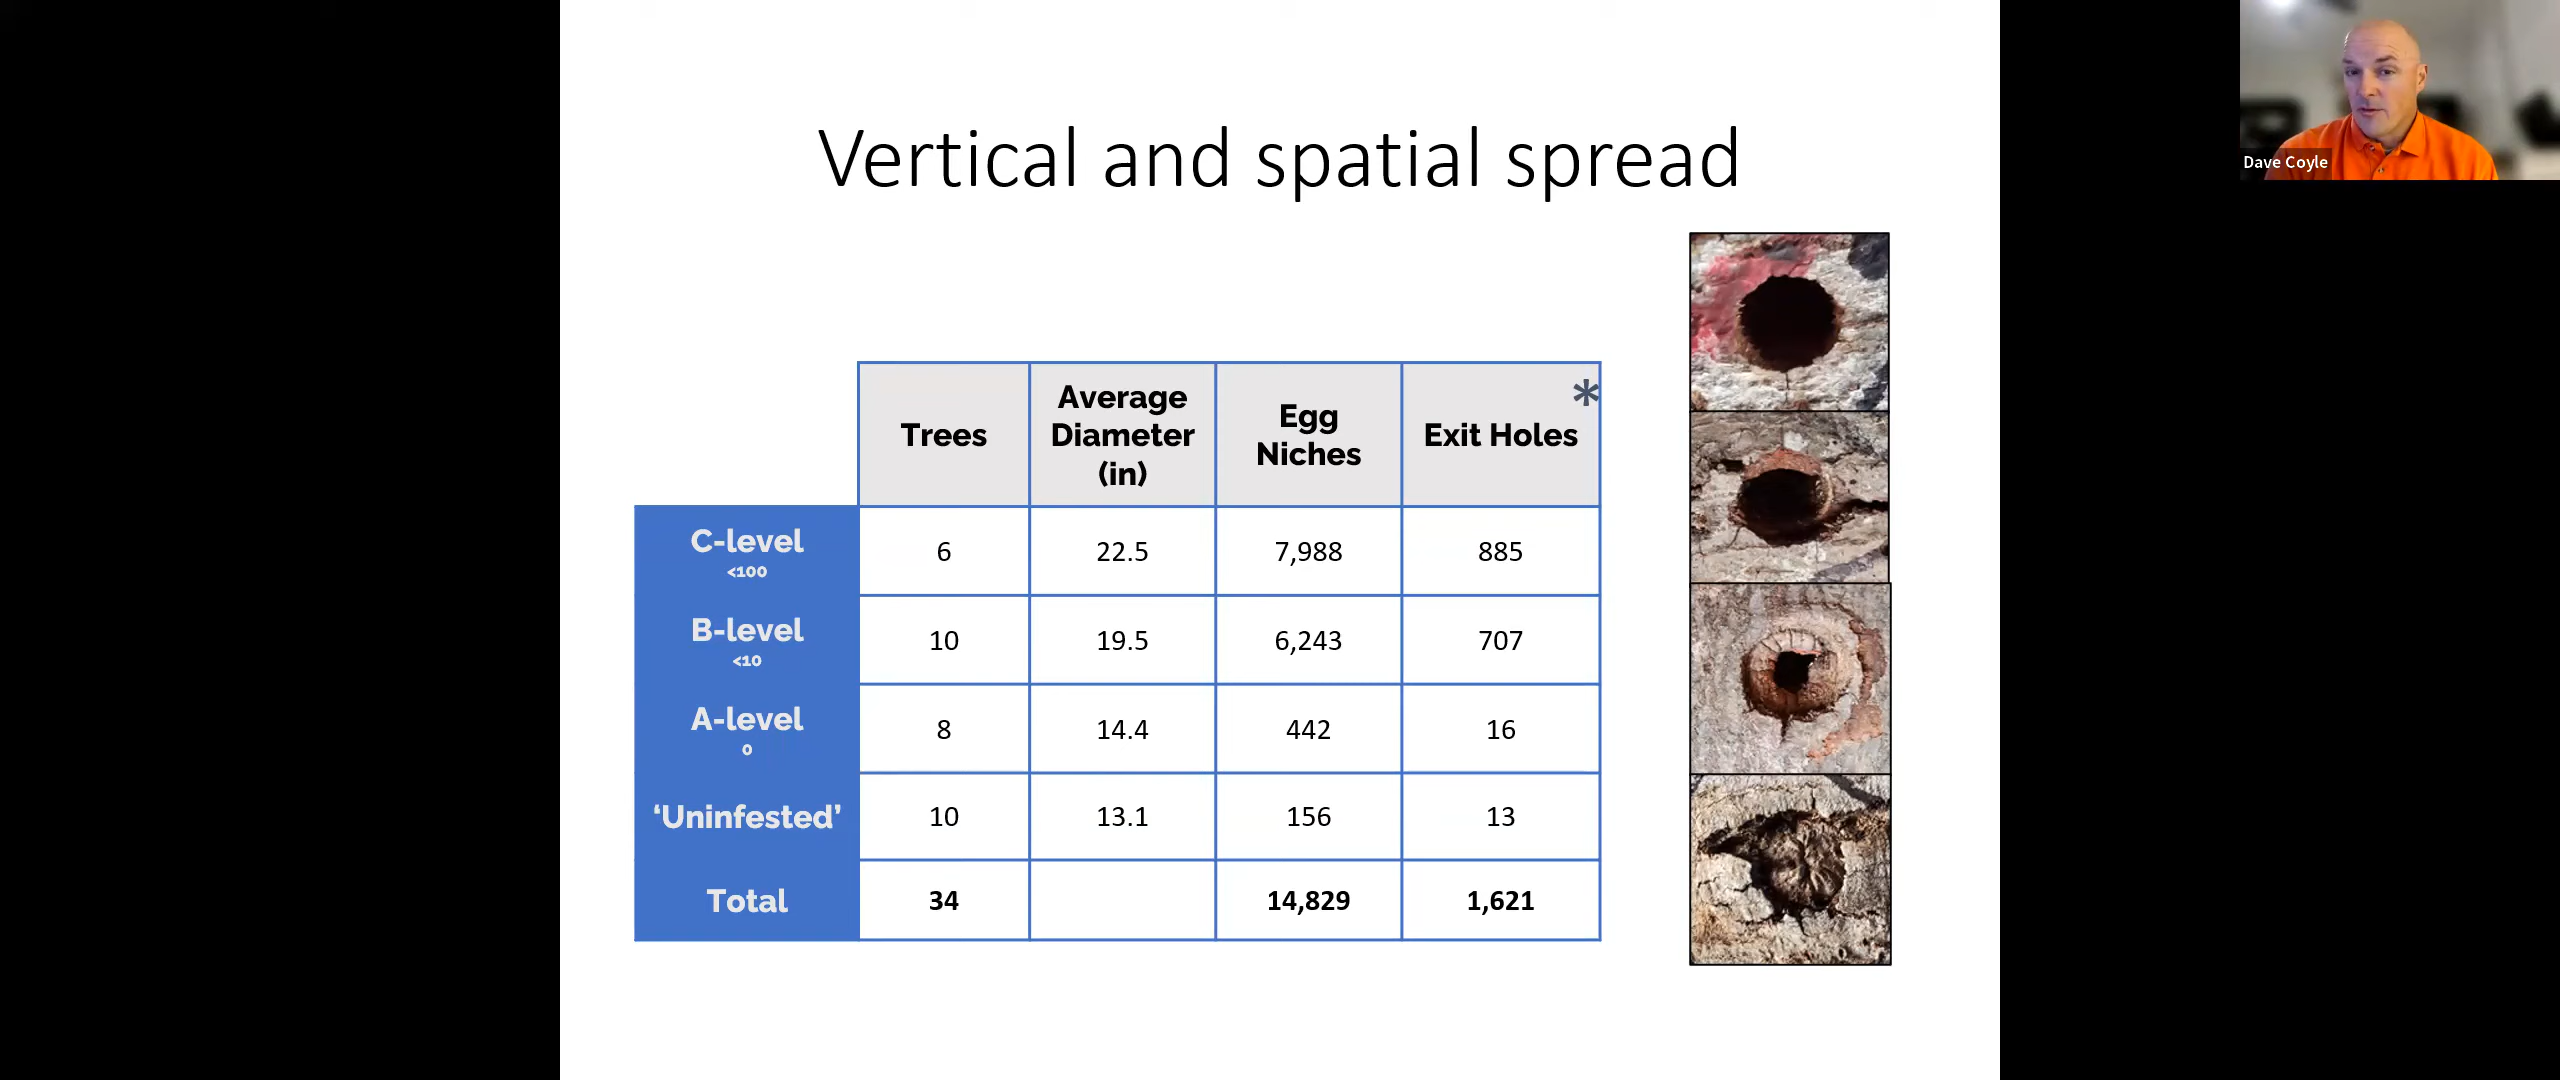 Vertical and spatial spread
Dave Coyle
Trees
Average
Diameter
(in)
Egg
Niches
Exit Holes
*
C-level
<100
6
22.5
7,988
885
B-level
<10
10
19.5
6,243
707
A-level
0
8
14.4
442
16
‘Uninfested’
10
13.1
156
13
Total
34
14,829
1,621